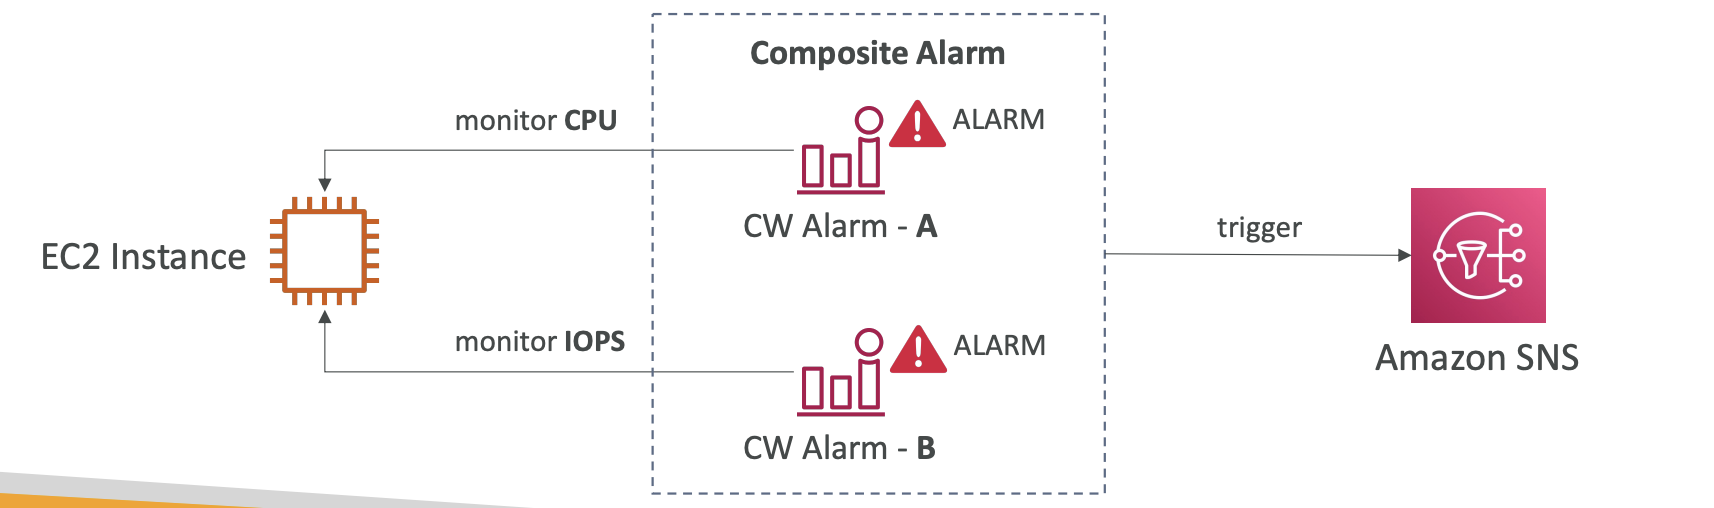 Composite Alarm
monitor CPU
ALARM
CW Alarm - A
EC2 Instance
trigger
monitor IOPS
ALARM
Amazon SNS
CW Alarm - B